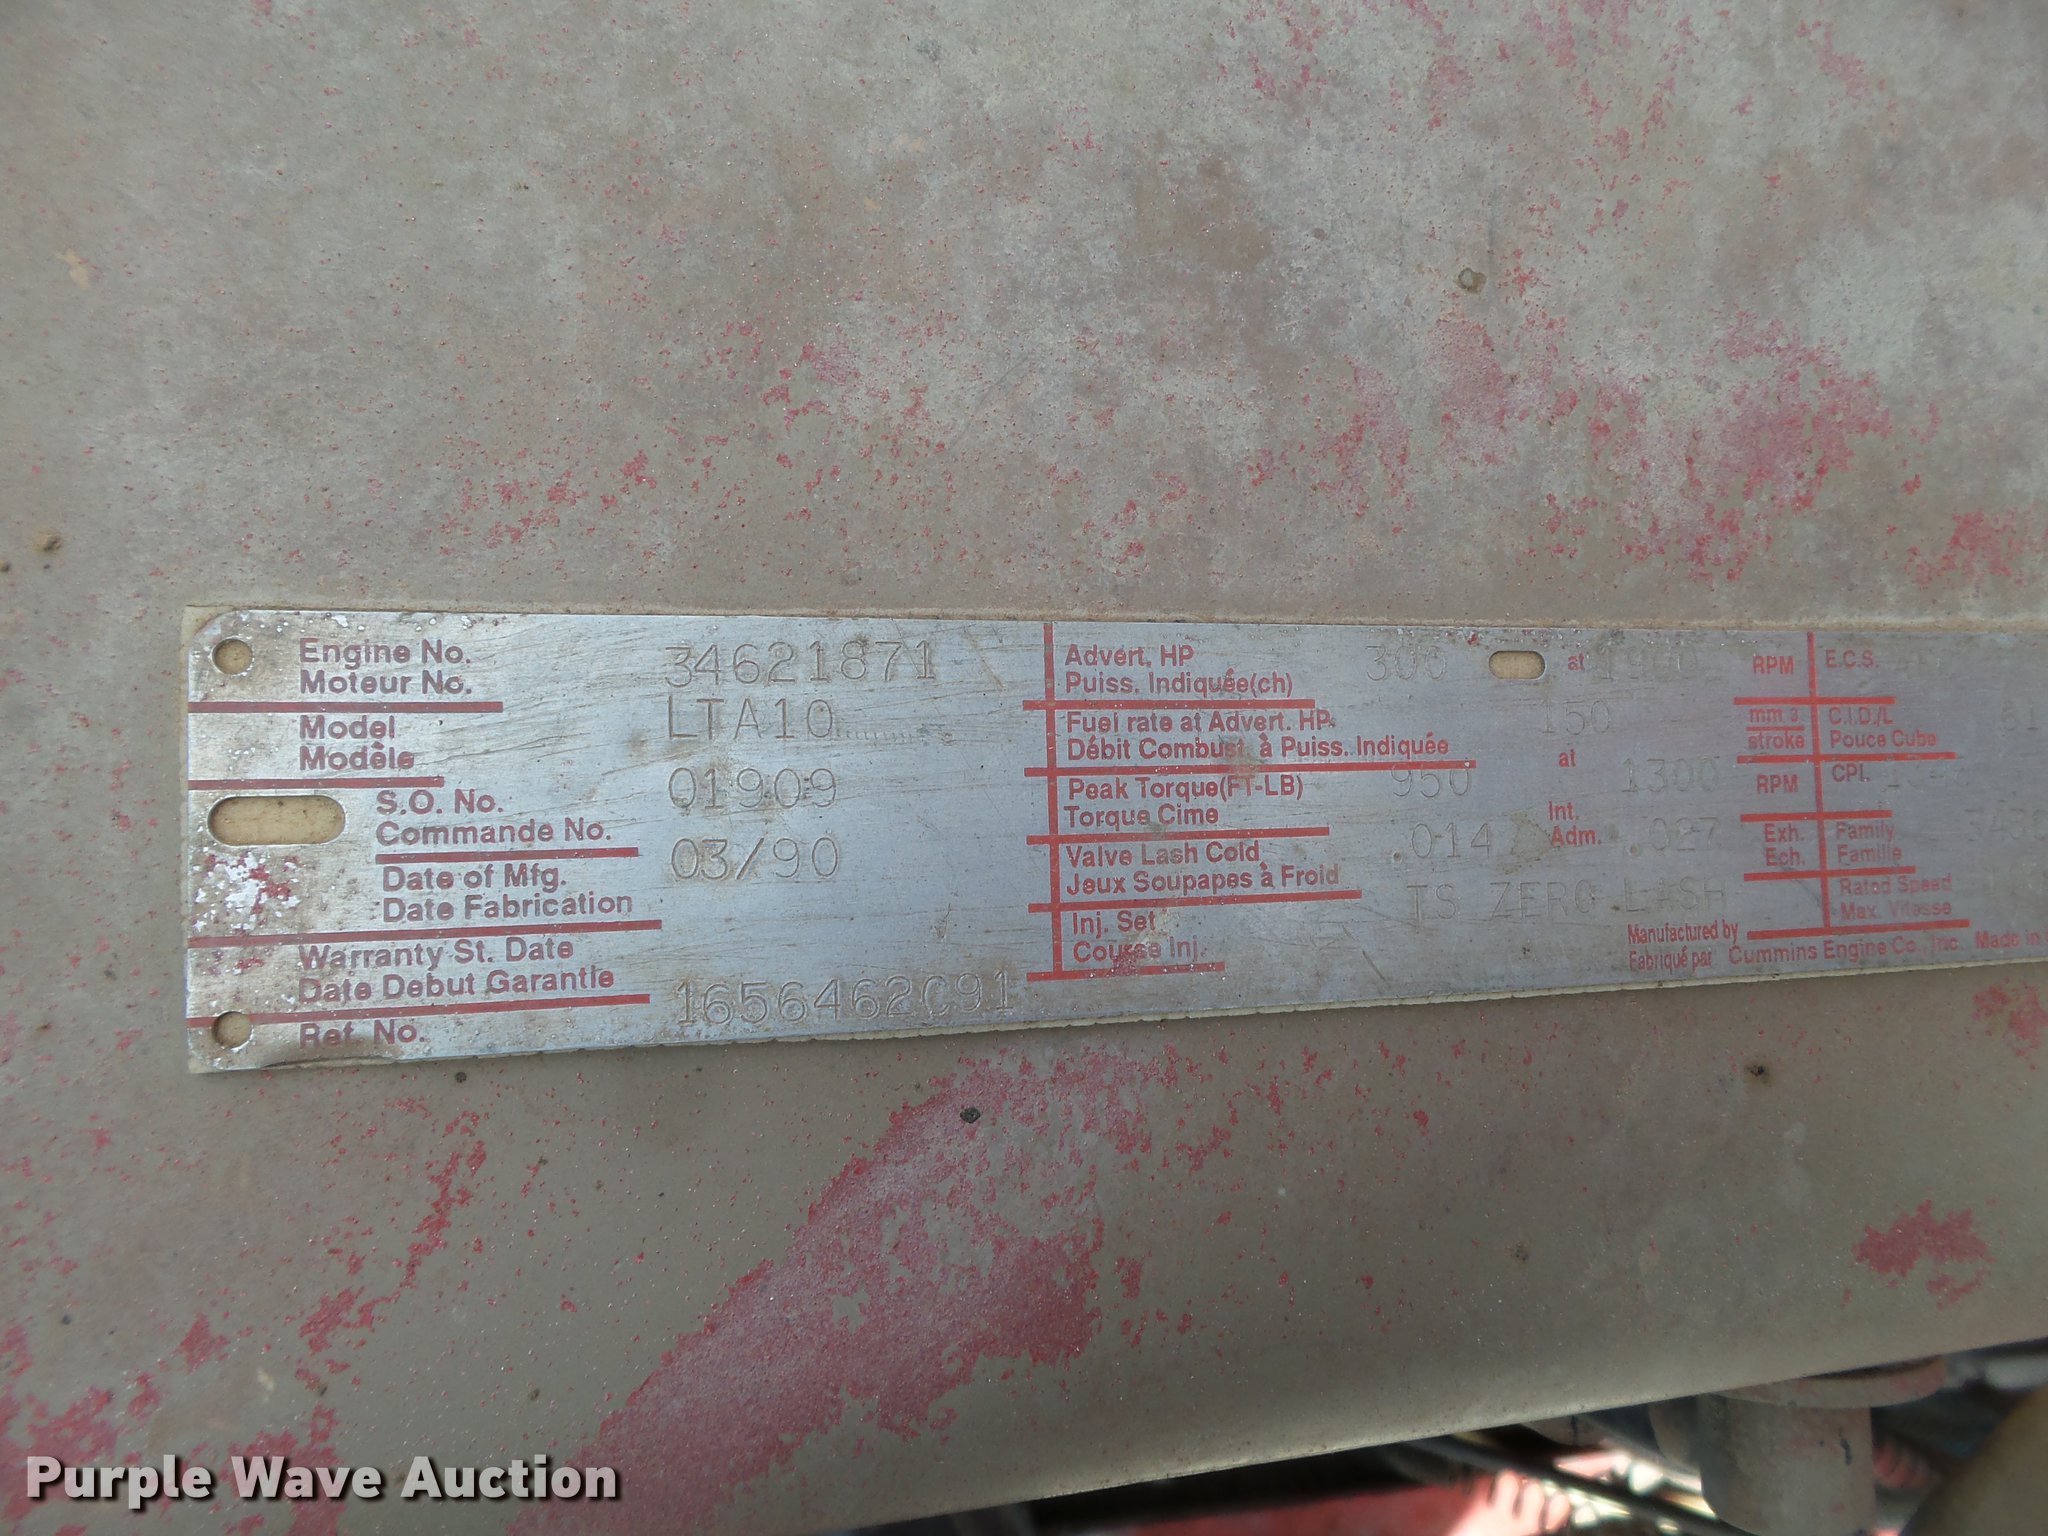 Engine No. 34621871
Moteur No.
Model LTA10
Modèle
S.O. No. 01909
Commande No.
Date of Mfg. 03/90
Date Fabrication
Warranty St. Date
Date Debut Garantie
Ref. No. 1656462C91
Advert. HP 300 at 1900 RPM
Puiss. Indiquée(ch)
Fuel rate at Advert. HP. 150 mm 3
Débit Combust. à Puiss. Indiquée stroke
Peak Torque(FT-LB) 950 at 1300 RPM
Torque Cime
Valve Lash Cold .014 Int. .027 Exh.
Jeux Soupapes à Froid Adm. Ech.
Inj. Set TS ZERO LASH
Course Inj.
E.C.S.
C.I.D./L
Pouce Cube
CPL
Family
Famille
Rated Speed
Max. Vitesse
Manufactured by
Fabriqué par Cummins Engine Co., Inc. Made in
Purple Wave Auction